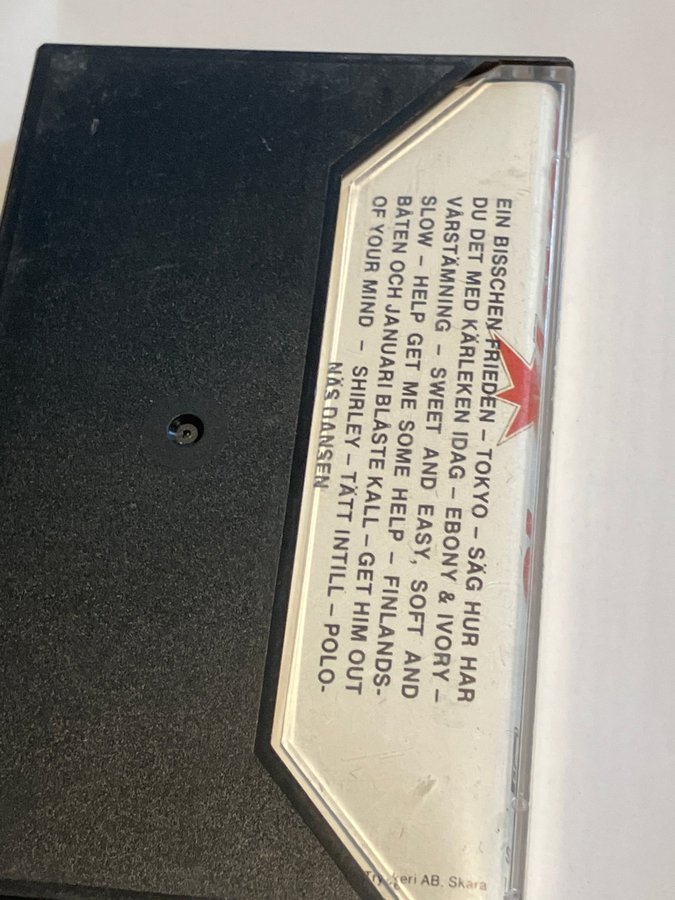 EIN BISSCHEN FRIEDEN – TOKYO – SÄG HUR HAR
DU DET MED KÄRLEKEN IDAG – EBONY & IVORY –
VÅRSTÄMNING – SWEET AND EASY, SOFT AND
SLOW – HELP GET ME SOME HELP – FINLANDS-
BÅTEN OCH JANUARI BLÅSTE KALL – GET HIM OUT
OF YOUR MIND – SHIRLEY – TÄTT INTILL – POLO-
NÄS DANSEN
AB. Skara